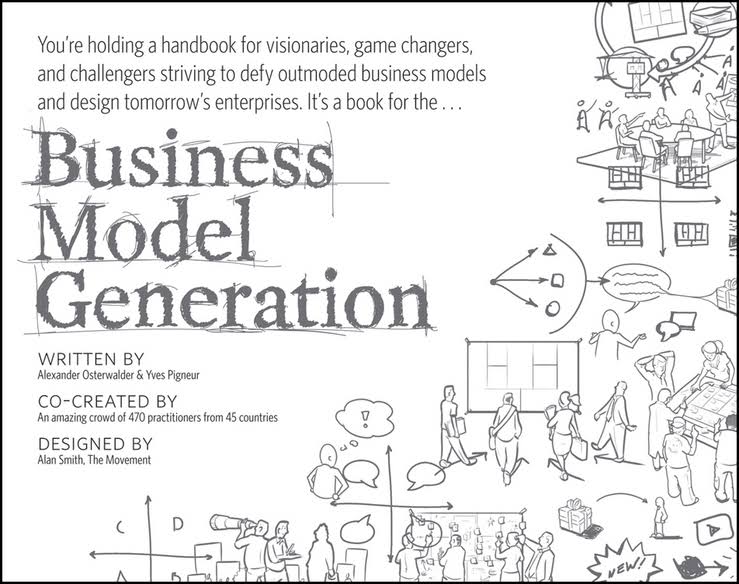 You're holding a handbook for visionaries, game changers,
and challengers striving to defy outmoded business models
and design tomorrow's enterprises. It's a book for the . . .
Business
Model
Generation
WRITTEN BY
Alexander Osterwalder & Yves Pigneur
CO-CREATED BY
An amazing crowd of 470 practitioners from 45 countries
DESIGNED BY
Alan Smith, The Movement
!
C D
A B
NEW!